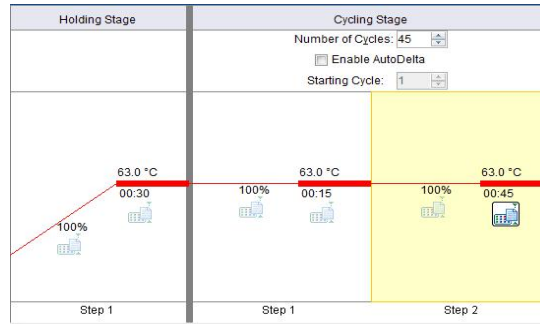 Holding Stage
Cycling Stage
Number of Cycles: 45
Enable AutoDelta
Starting Cycle: 1
63.0 °C
00:30
100%
63.0 °C
100%
00:15
63.0 °C
100%
00:45
Step 1
Step 1
Step 2